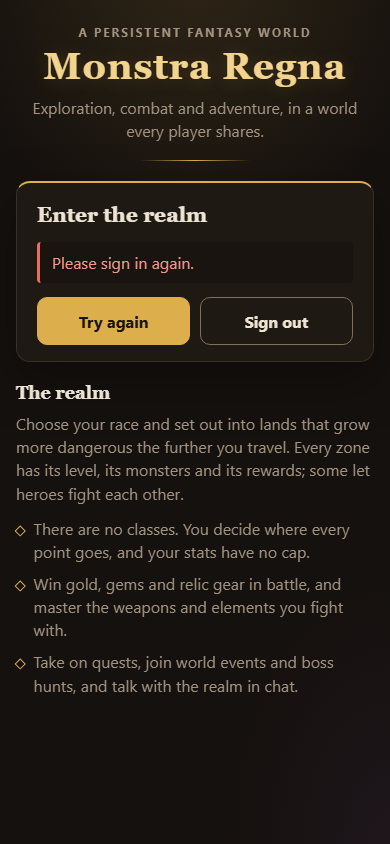 A PERSISTENT FANTASY WORLD
Monstra Regna
Exploration, combat and adventure, in a world
every player shares.
Enter the realm
Please sign in again.
Try again
Sign out
The realm
Choose your race and set out into lands that grow
more dangerous the further you travel. Every zone
has its level, its monsters and its rewards; some let
heroes fight each other.
There are no classes. You decide where every
point goes, and your stats have no cap.
Win gold, gems and relic gear in battle, and
master the weapons and elements you fight
with.
Take on quests, join world events and boss
hunts, and talk with the realm in chat.